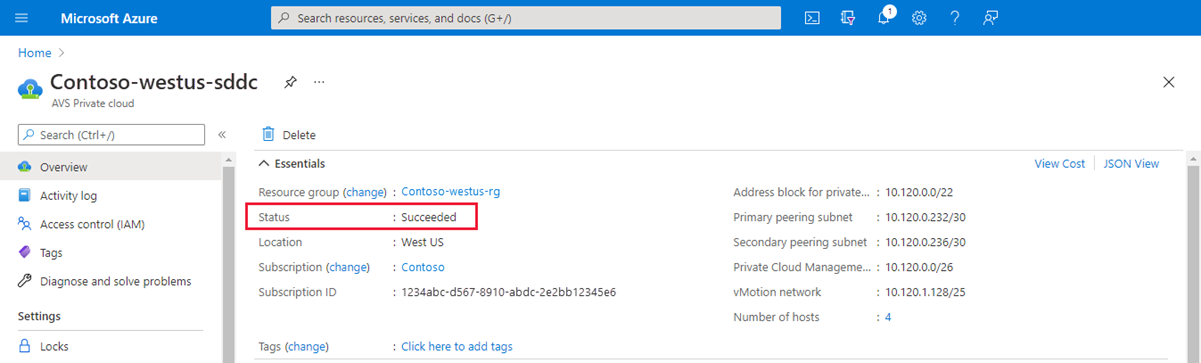 Microsoft Azure
Search resources, services, and docs (G+/)
1
Home
Contoso-westus-sddc
AVS Private cloud
Search (Ctrl+/)
Delete
Overview
Activity log
Access control (IAM)
Tags
Diagnose and solve problems
Settings
Locks
Essentials
View Cost
JSON View
Resource group (change) : Contoso-westus-rg
Status : Succeeded
Location : West US
Subscription (change) : Contoso
Subscription ID : 1234abc-d567-8910-abdc-2e2bb12345e6
Tags (change) : Click here to add tags
Address block for private... : 10.120.0.0/22
Primary peering subnet : 10.120.0.232/30
Secondary peering subnet : 10.120.0.236/30
Private Cloud Manageme... : 10.120.0.0/26
vMotion network : 10.120.1.128/25
Number of hosts : 4